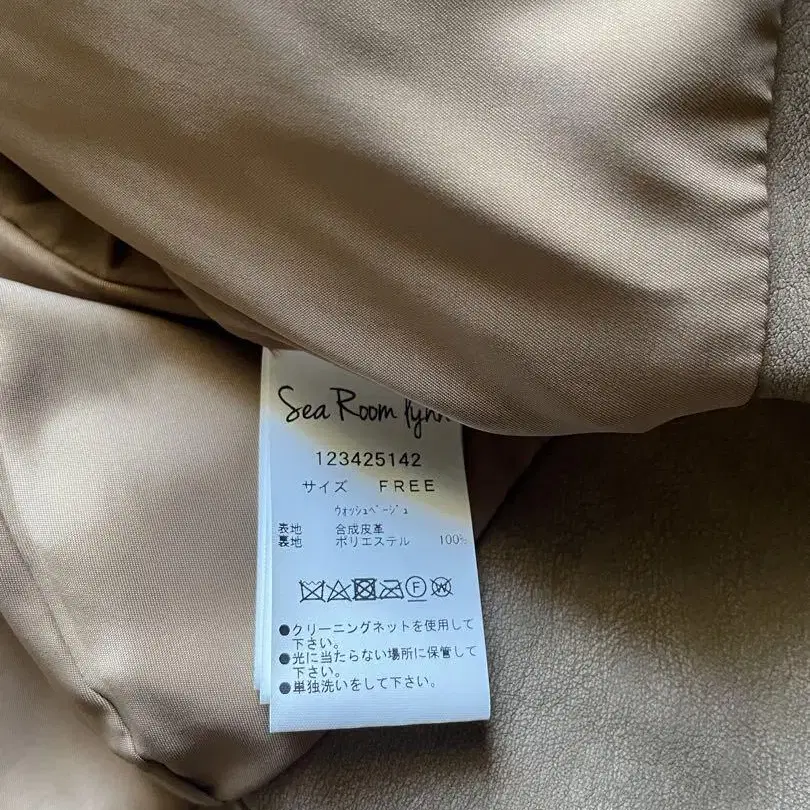 Sea Room lynn
123425142
サイズ FREE
ウォッシュベージュ
表地 合成皮革
裏地 ポリエステル 100%
F W
●クリーニングネットを使用して
下さい。
●光に当たらない場所に保管して
下さい。
●単独洗いをして下さい。